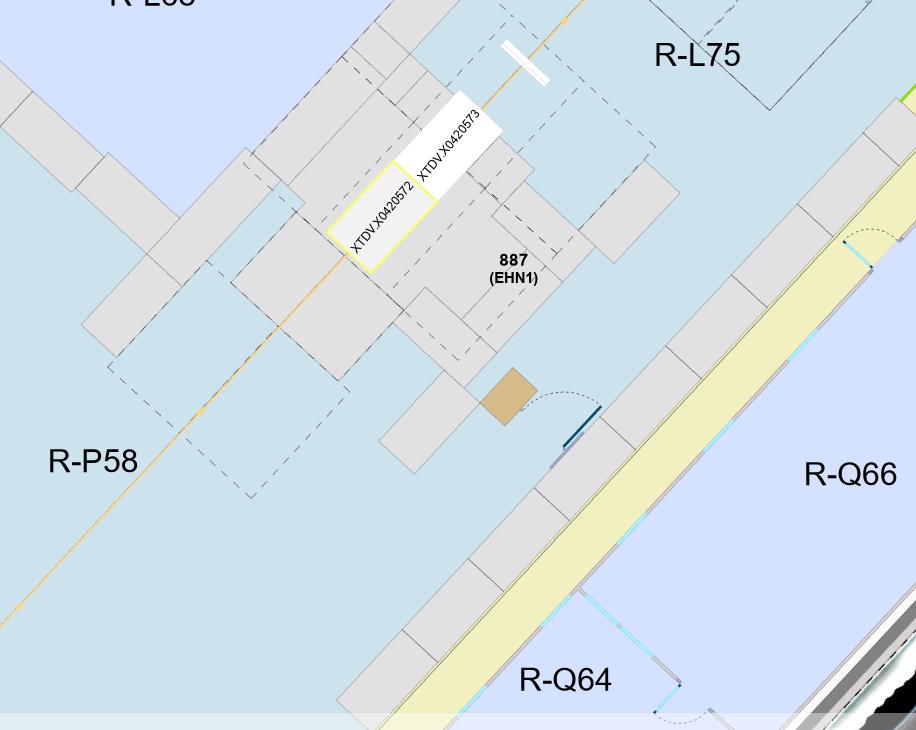 R-L75
XTDV.X0420573
XTDV.X0420572
887
(EHN1)
R-P58
R-Q66
R-Q64